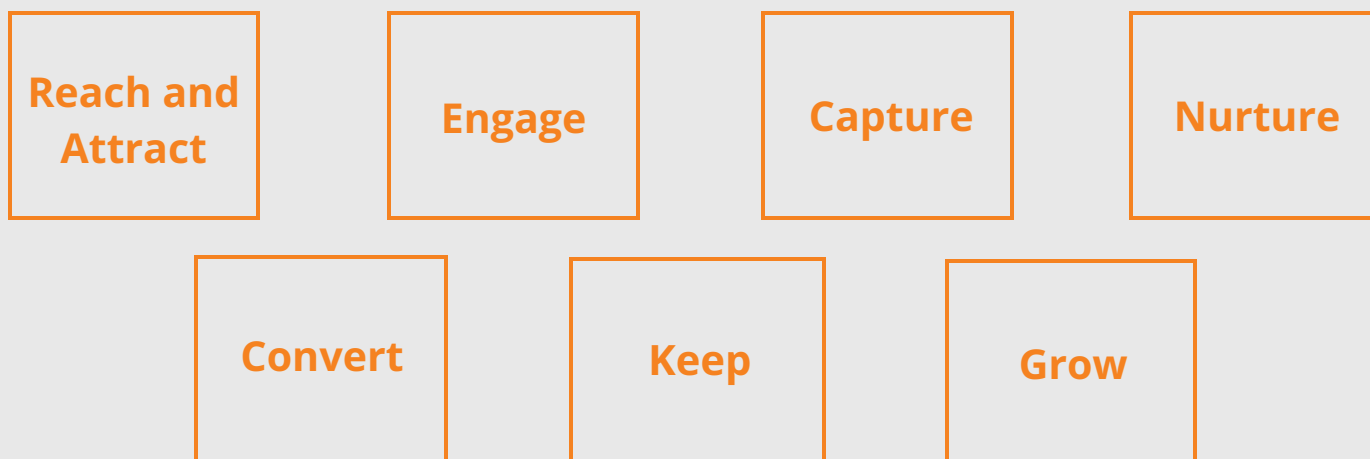 Reach and
Attract
Engage
Capture
Nurture
Convert
Keep
Grow